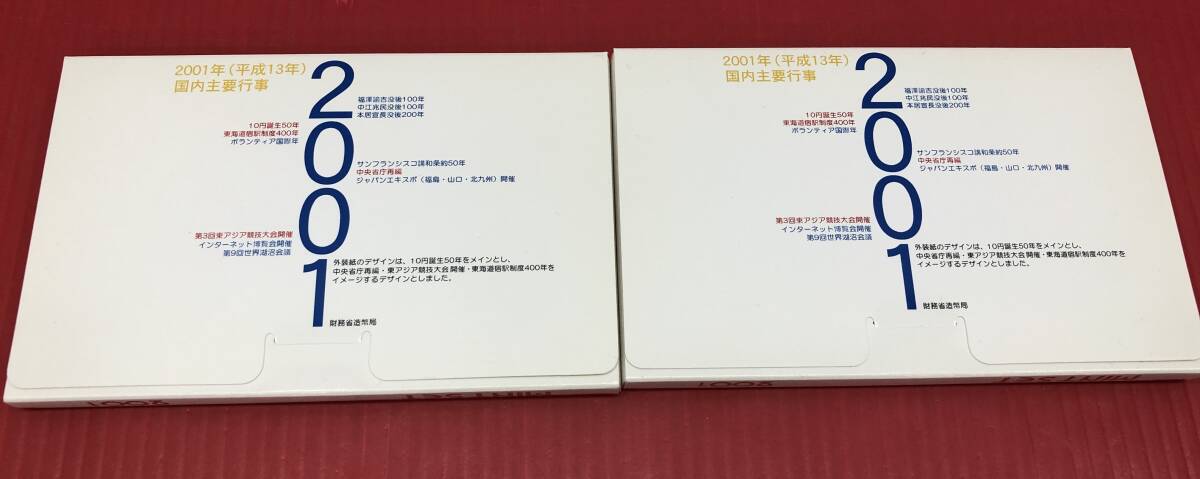 2001年(平成13年)
国内主要行事
2001
福澤諭吉没後100年
中江兆民没後100年
本居宣長没後200年
10円誕生50年
東海道宿駅制度400年
ボランティア国際年
サンフランシスコ講和条約50年
中央省庁再編
ジャパンエキスポ(福島・山口・北九州)開催
第3回東アジア競技大会開催
インターネット博覧会開催
第9回世界湖沼会議
外装紙のデザインは、10円誕生50年をメインとし、
中央省庁再編・東アジア競技大会開催・東海道宿駅制度400年を
イメージするデザインとしました。
財務省造幣局
2001
MINT SET
2001年(平成13年)
国内主要行事
2001
福澤諭吉没後100年
中江兆民没後100年
本居宣長没後200年
10円誕生50年
東海道宿駅制度400年
ボランティア国際年
サンフランシスコ講和条約50年
中央省庁再編
ジャパンエキスポ(福島・山口・北九州)開催
第3回東アジア競技大会開催
インターネット博覧会開催
第9回世界湖沼会議
外装紙のデザインは、10円誕生50年をメインとし、
中央省庁再編・東アジア競技大会開催・東海道宿駅制度400年を
イメージするデザインとしました。
財務省造幣局
2001
MINT SET